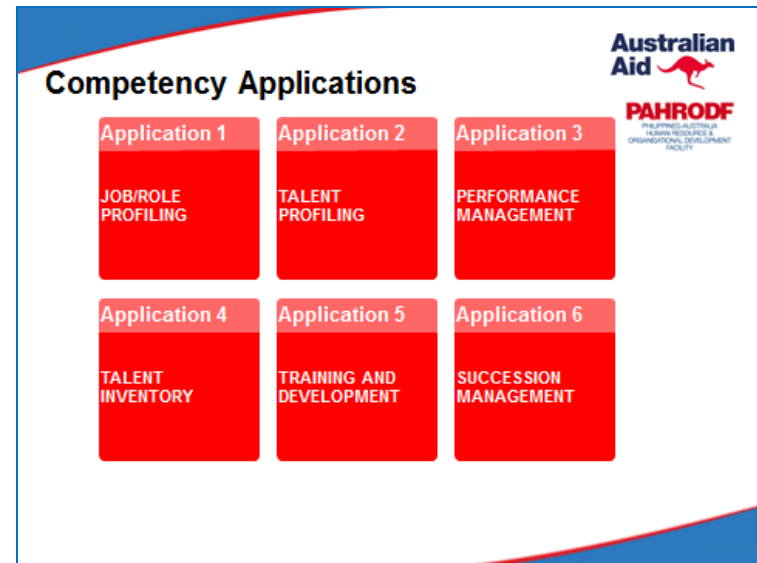 Australian
Aid
Competency Applications
PAHRODF
PHILIPPINES-AUSTRALIA
HUMAN RESOURCE &
ORGANISATIONAL DEVELOPMENT
FACILITY
Application 1
JOB/ROLE
PROFILING
Application 2
TALENT
PROFILING
Application 3
PERFORMANCE
MANAGEMENT
Application 4
TALENT
INVENTORY
Application 5
TRAINING AND
DEVELOPMENT
Application 6
SUCCESSION
MANAGEMENT